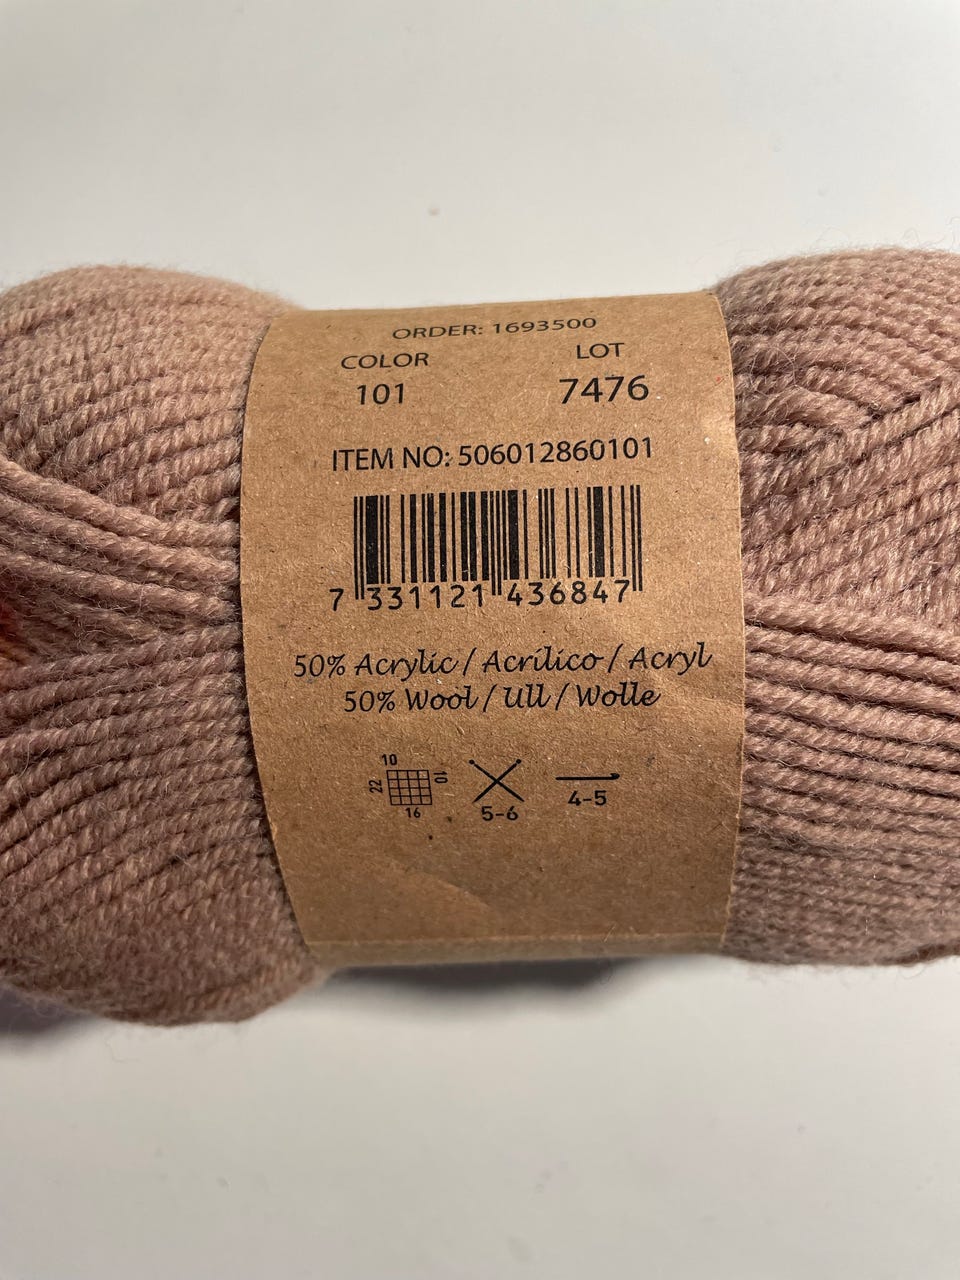 ORDER: 1693500
COLOR LOT
101 7476
ITEM NO: 506012860101
7 331121 436847
50% Acrylic / Acrílico / Acryl
50% Wool / Ull / Wolle
10
22 10
16 5-6 4-5